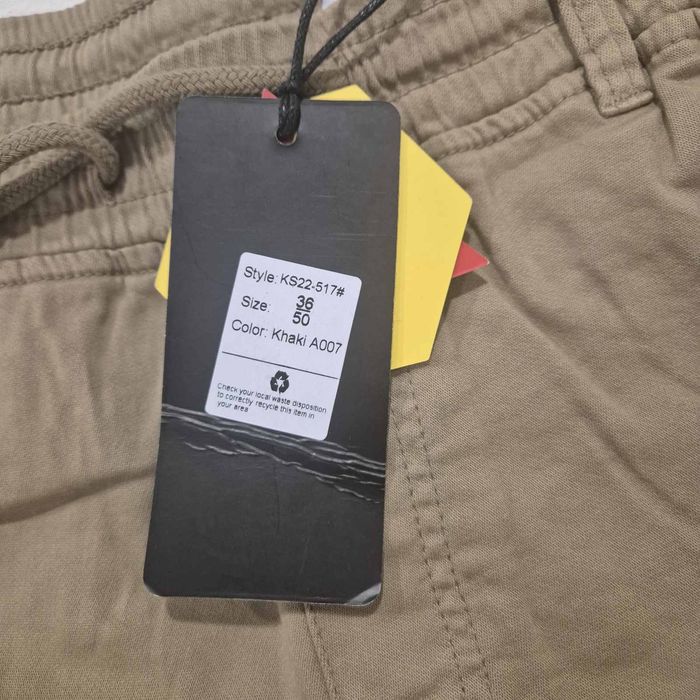 Style: KS22-517#
Size: 36
50
Color: Khaki A007
Check your local waste disposition
to correctly recycle this item in
your area